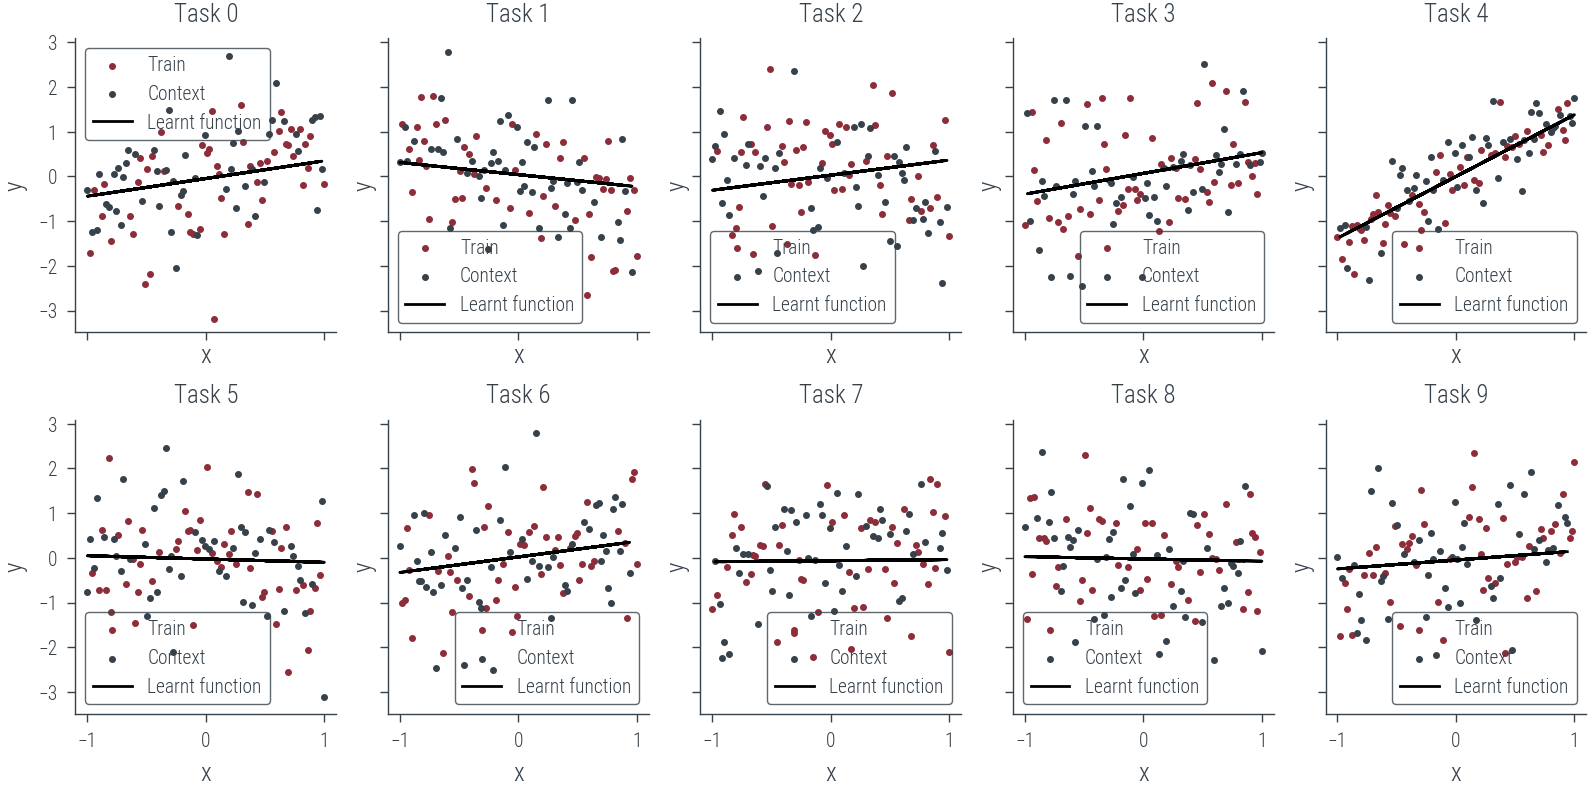 Task 0 Task 1 Task 2 Task 3 Task 4
3
2
1
0
−1
−2
−3
y y y y y
Train
Context
Learnt function
Train
Context
Learnt function
Train
Context
Learnt function
Train
Context
Learnt function
Train
Context
Learnt function
x x x x x
Task 5 Task 6 Task 7 Task 8 Task 9
3
2
1
0
−1
−2
−3
y y y y y
Train
Context
Learnt function
Train
Context
Learnt function
Train
Context
Learnt function
Train
Context
Learnt function
Train
Context
Learnt function
−1 0 1 −1 0 1 −1 0 1 −1 0 1 −1 0 1
x x x x x